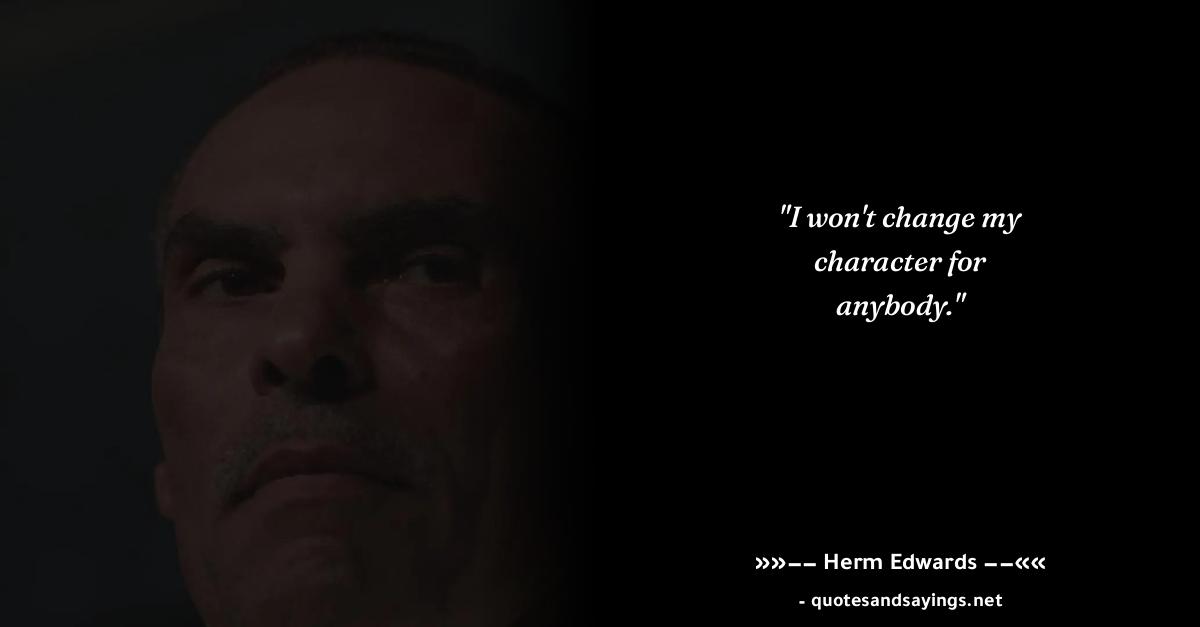 "I won't change my
character for
anybody."
»»–– Herm Edwards ––««
- quotesandsayings.net